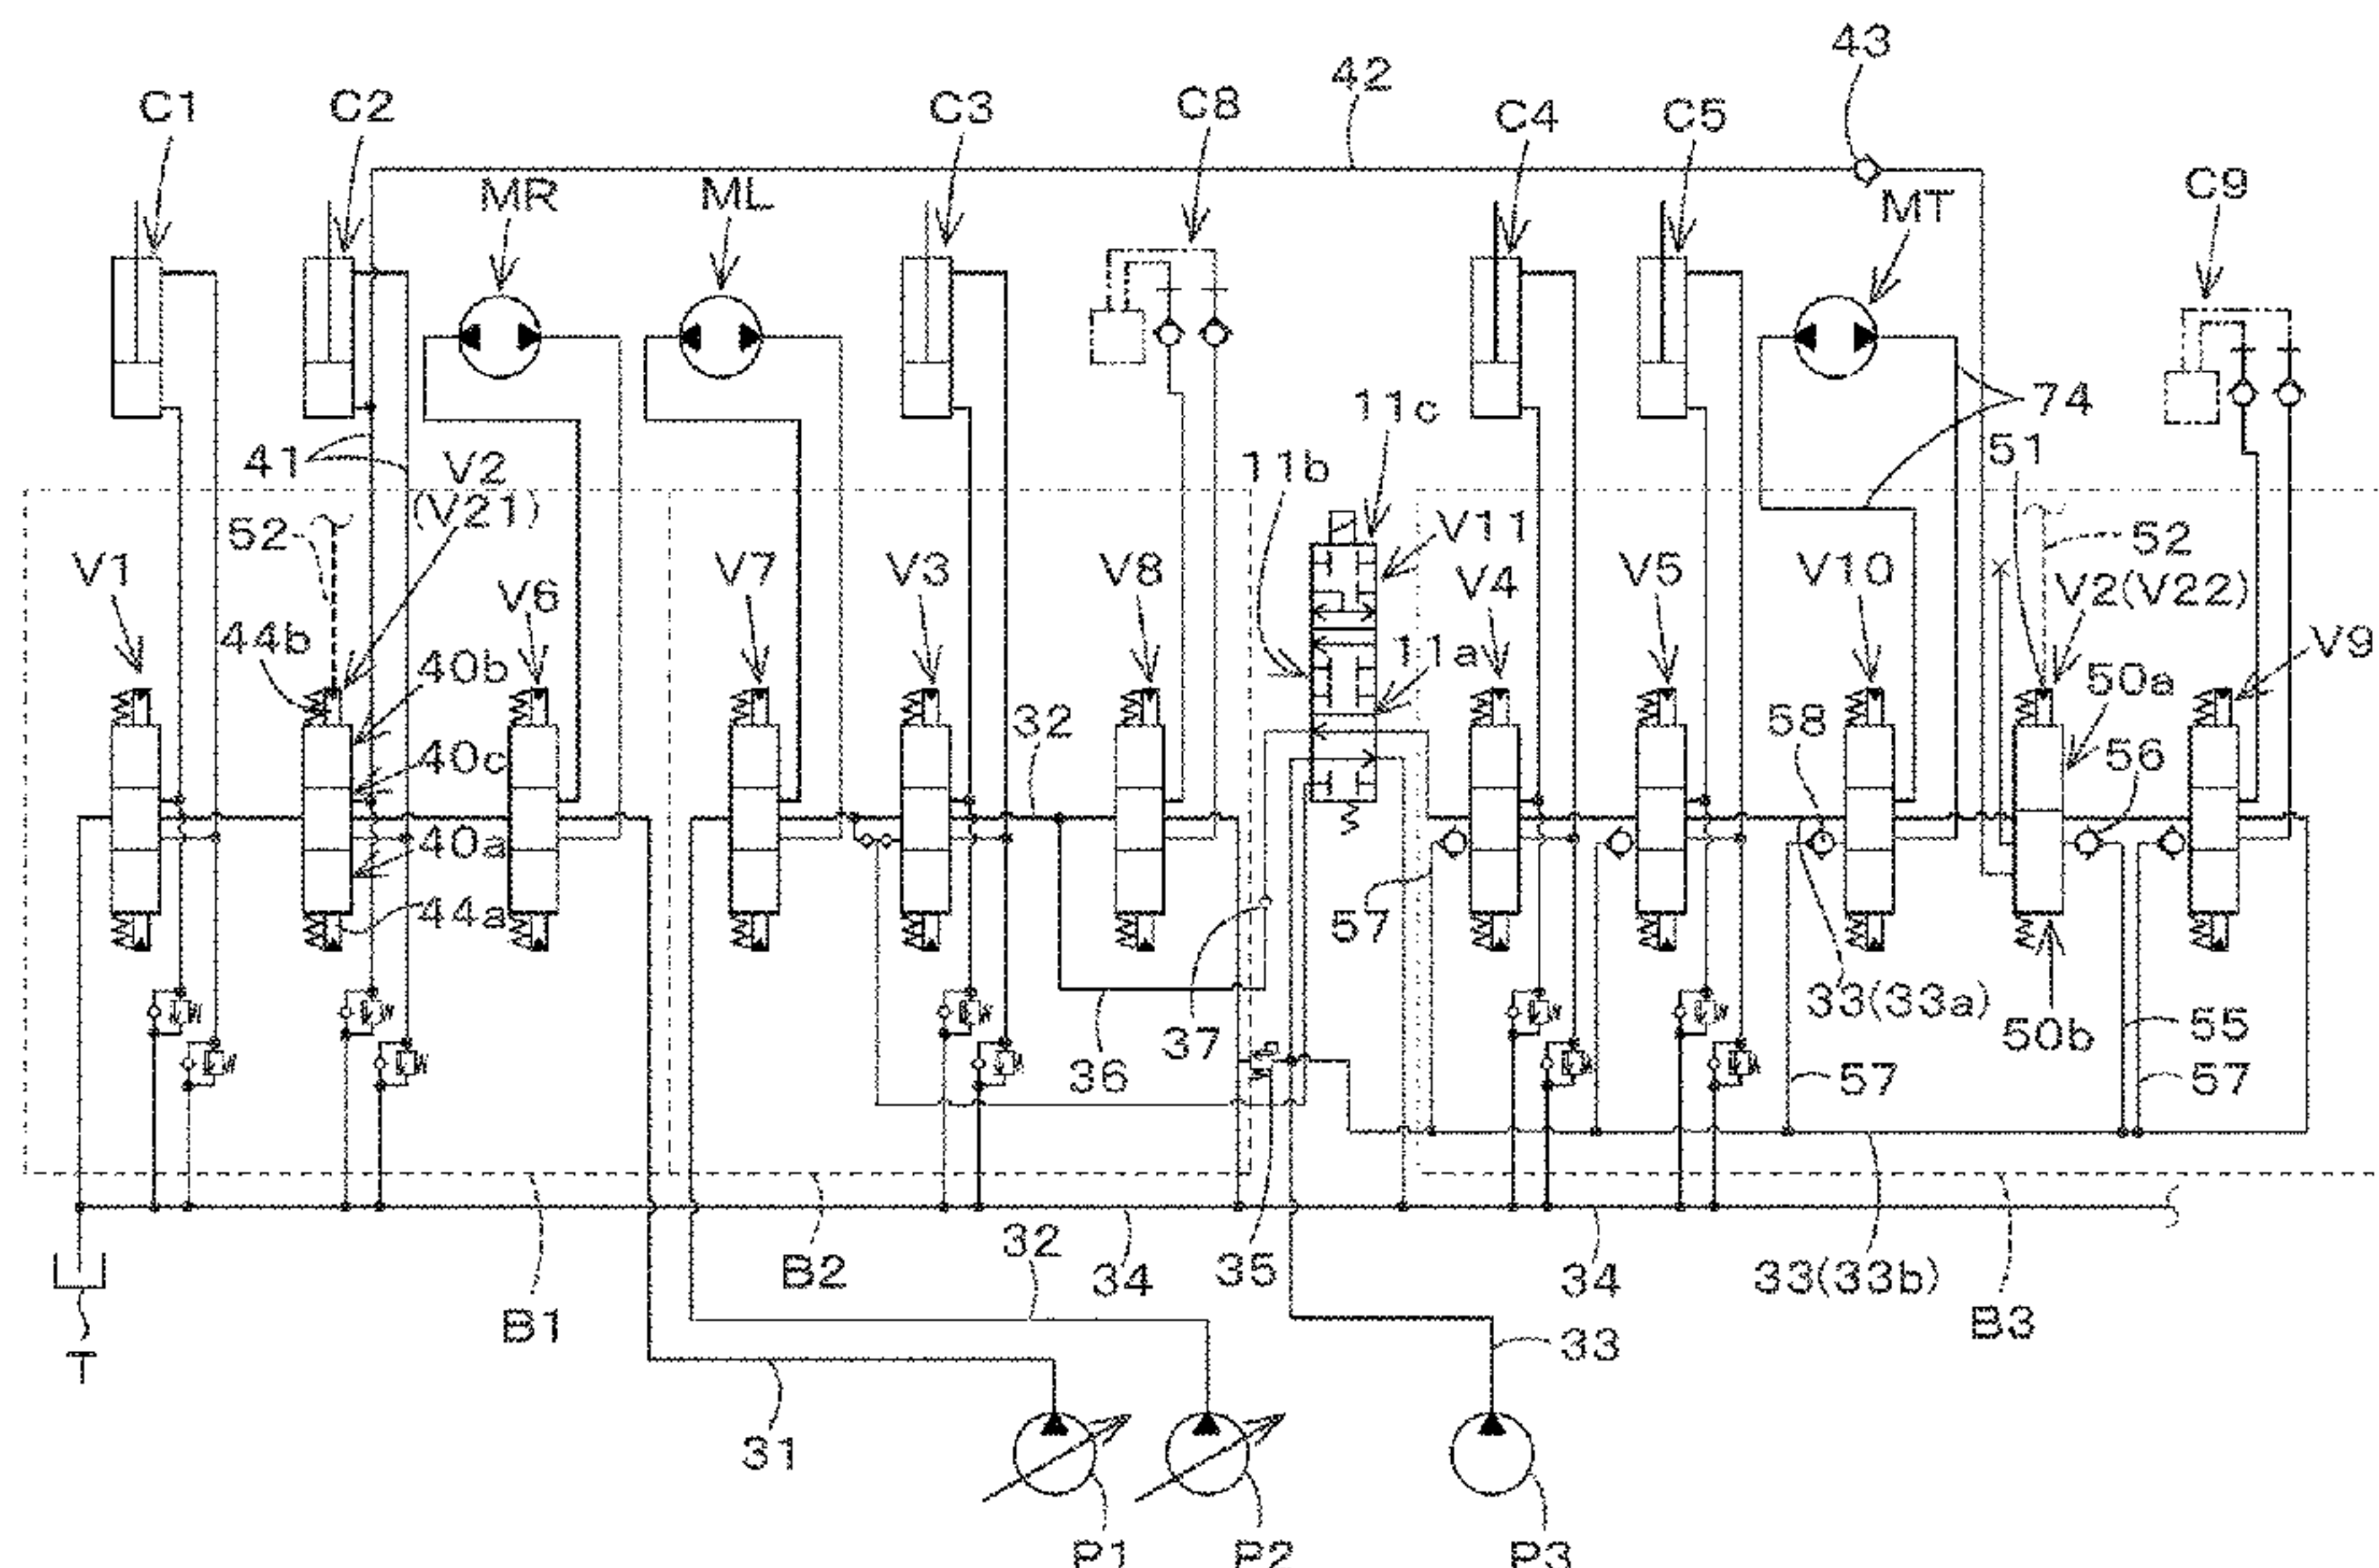 43
42
C1
C2
C3
C8
C4
C5
MR
ML
MT
C9
11c
74
41
V2
(V21)
11b
51
52
V11
52
V1
V6
V7
V3
V8
V4
V5
V10
V2(V22)
44b
40b
11a
50a
V9
40c
32
58
56
40a
44a
57
33(33a)
37
50b
55
36
57
57
32
34
35
B2
34
33(33b)
B1
B3
33
T
31
P1
P2
P3